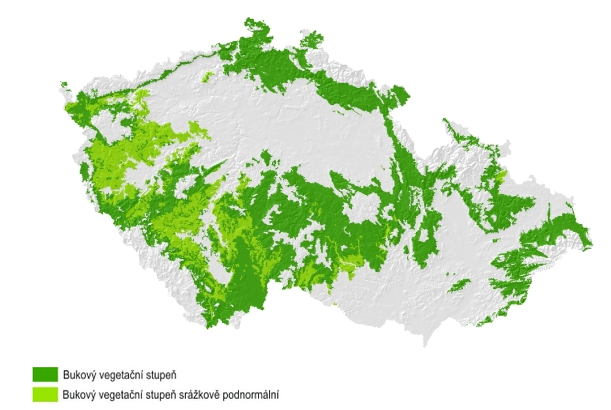 Bukový vegetační stupeň
Bukový vegetační stupeň srážkově podnormální